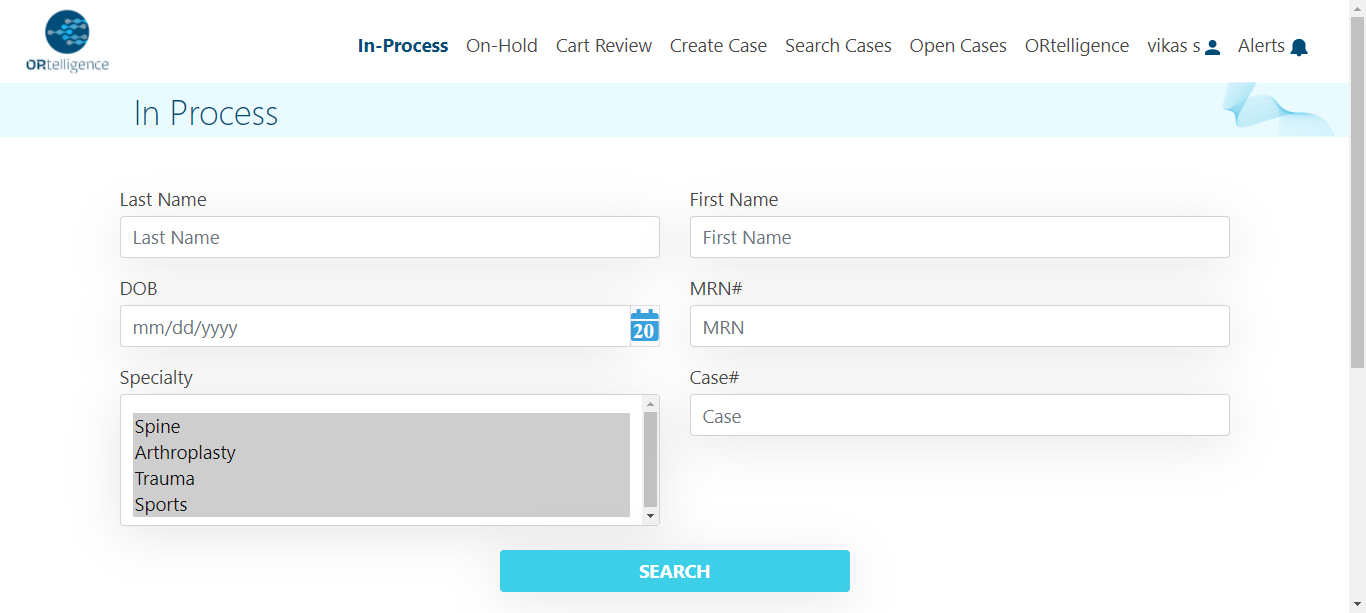 ORtelligence
In-Process On-Hold Cart Review Create Case Search Cases Open Cases ORtelligence vikas s Alerts
In Process
Last Name First Name
Last Name First Name
DOB MRN#
mm/dd/yyyy 20 MRN
Specialty Case#
Case
Spine
Arthroplasty
Trauma
Sports
SEARCH